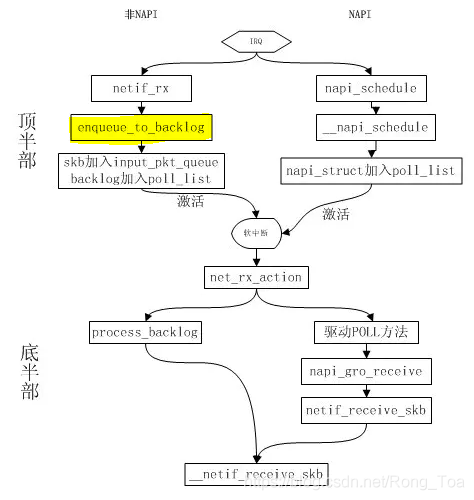 非NAPI
NAPI
IRQ
netif_rx
napi_schedule
顶半部
enqueue_to_backlog
__napi_schedule
skb加入input_pkt_queue
backlog加入poll_list
napi_struct加入poll_list
激活
激活
软中断
net_rx_action
底半部
process_backlog
驱动POLL方法
napi_gro_receive
netif_receive_skb
__netif_receive_skb
https://blog.csdn.net/Rong_Toa